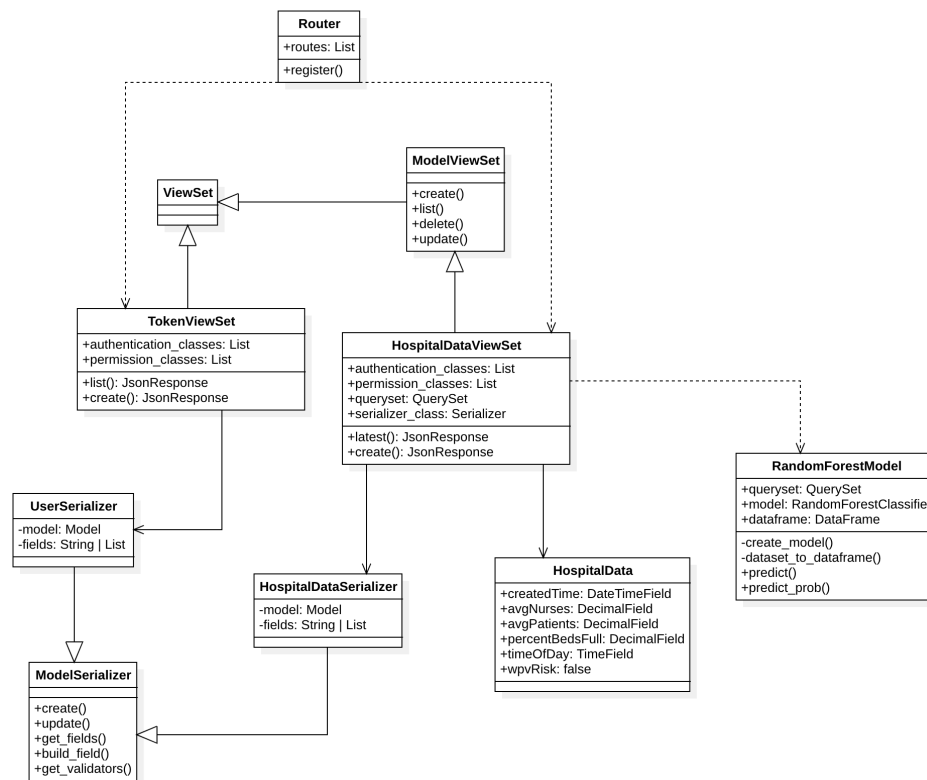 Router
+routes: List
+register()
ModelViewSet
+create()
+list()
+delete()
+update()
ViewSet
TokenViewSet
+authentication_classes: List
+permission_classes: List
+list(): JsonResponse
+create(): JsonResponse
HospitalDataViewSet
+authentication_classes: List
+permission_classes: List
+queryset: QuerySet
+serializer_class: Serializer
+latest(): JsonResponse
+create(): JsonResponse
RandomForestModel
+queryset: QuerySet
+model: RandomForestClassifie
+dataframe: DataFrame
-create_model()
-dataset_to_dataframe()
+predict()
+predict_prob()
UserSerializer
-model: Model
-fields: String | List
HospitalDataSerializer
-model: Model
-fields: String | List
HospitalData
+createdTime: DateTimeField
+avgNurses: DecimalField
+avgPatients: DecimalField
+percentBedsFull: DecimalField
+timeOfDay: TimeField
+wpvRisk: false
ModelSerializer
+create()
+update()
+get_fields()
+build_field()
+get_validators()